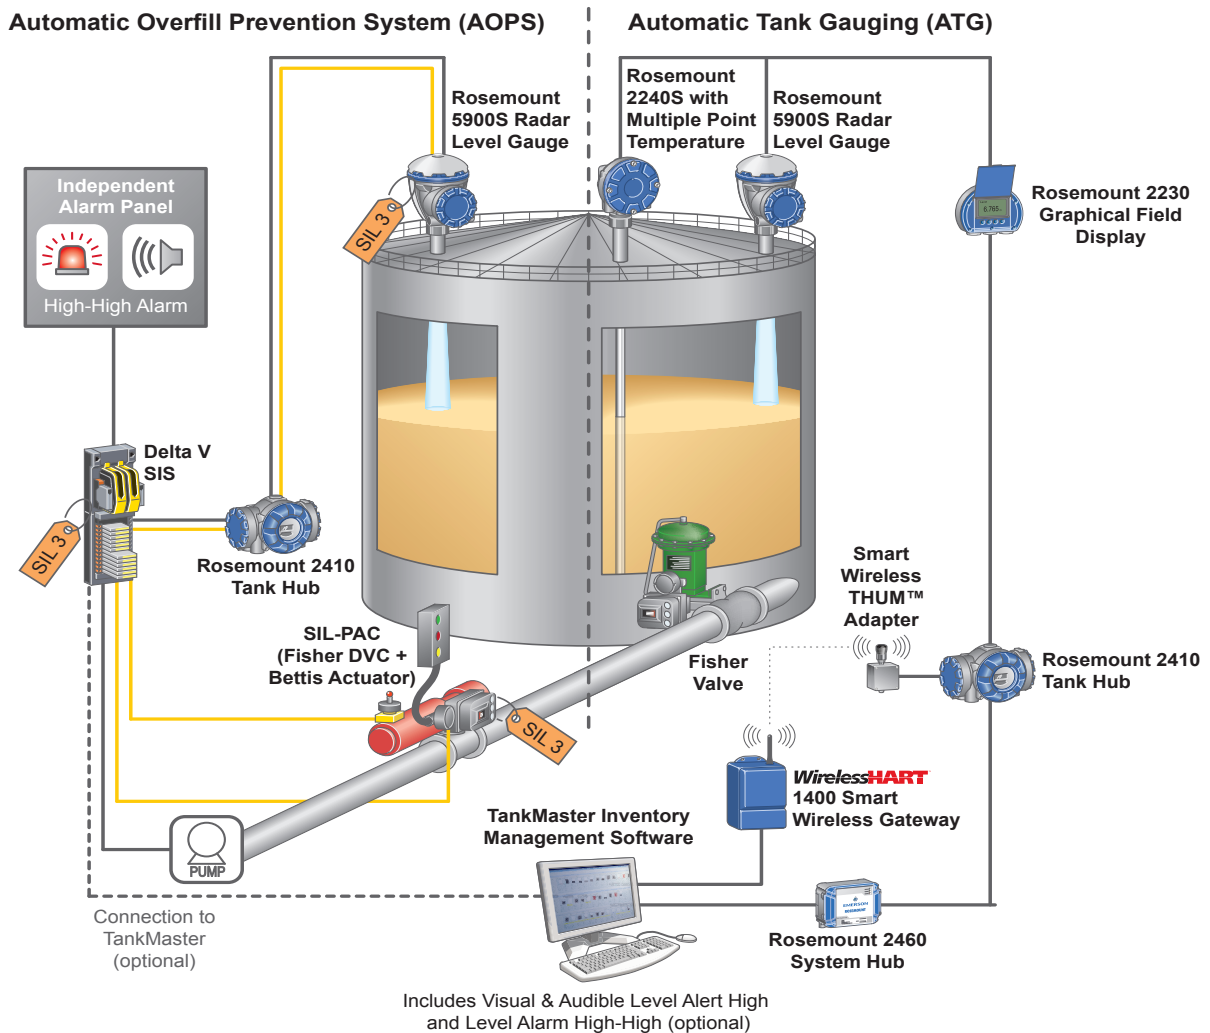 Automatic Overfill Prevention System (AOPS)
Automatic Tank Gauging (ATG)
Rosemount
5900S Radar
Level Gauge
Rosemount
2240S with
Multiple Point
Temperature
Rosemount
5900S Radar
Level Gauge
Independent
Alarm Panel
High-High Alarm
SIL 3
6.765
Rosemount 2230
Graphical Field
Display
Delta V
SIS
SIL 3
Rosemount 2410
Tank Hub
SIL-PAC
(Fisher DVC +
Bettis Actuator)
SIL 3
Fisher
Valve
Smart
Wireless
THUM™
Adapter
Rosemount 2410
Tank Hub
WirelessHART
1400 Smart
Wireless Gateway
TankMaster Inventory
Management Software
PUMP
Connection to
TankMaster
(optional)
EMERSON
Rosemount 2460
System Hub
Includes Visual & Audible Level Alert High
and Level Alarm High-High (optional)